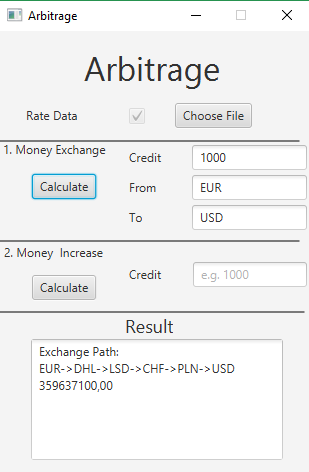 Arbitrage
Arbitrage
Rate Data
Choose File
1. Money Exchange
Credit
1000
Calculate
From
EUR
To
USD
2. Money  Increase
Credit
e.g. 1000
Calculate
Result
Exchange Path:
EUR->DHL->LSD->CHF->PLN->USD
359637100,00